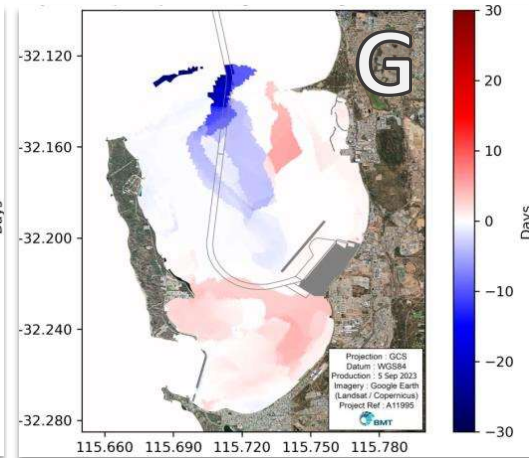 G
-32.120
-32.160
-32.200
-32.240
-32.280
115.660 115.690 115.720 115.750 115.780
30
20
10
0
-10
-20
-30
Days
Projection : GCS
Datum : WGS84
Production : 5 Sep 2023
Imagery : Google Earth
(Landsat / Copernicus)
Project Ref : A11995
BMT